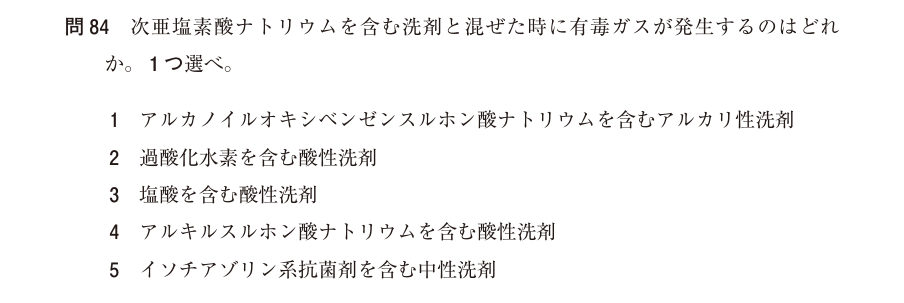 問84 次亜塩素酸ナトリウムを含む洗剤と混ぜた時に有毒ガスが発生するのはどれ
か。1つ選べ。
1 アルカノイルオキシベンゼンスルホン酸ナトリウムを含むアルカリ性洗剤
2 過酸化水素を含む酸性洗剤
3 塩酸を含む酸性洗剤
4 アルキルスルホン酸ナトリウムを含む酸性洗剤
5 イソチアゾリン系抗菌剤を含む中性洗剤